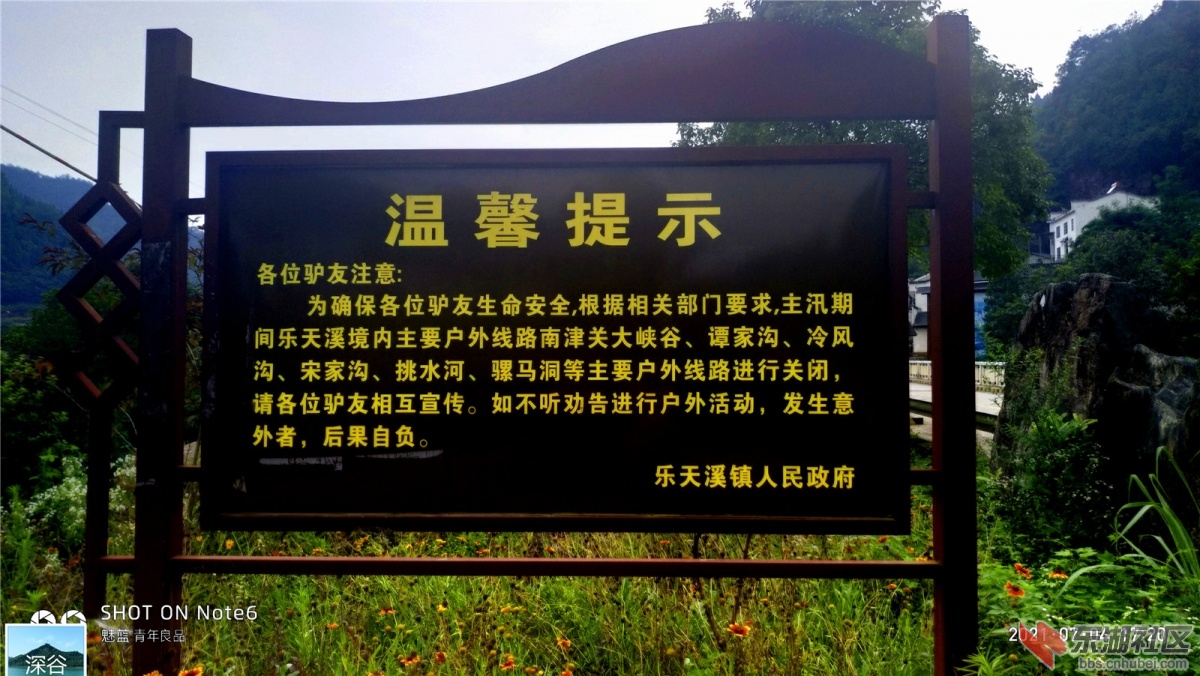 温馨提示
各位驴友注意:
为确保各位驴友生命安全,根据相关部门要求,主汛期
间乐天溪境内主要户外线路南津关大峡谷、谭家沟、冷风
沟、宋家沟、挑水河、骡马洞等主要户外线路进行关闭，
请各位驴友相互宣传。如不听劝告进行户外活动，发生意
外者，后果自负。
乐天溪镇人民政府
SHOT ON Note6
魅蓝 青年良品
深谷
东湖社区
bbs.cnhubei.com